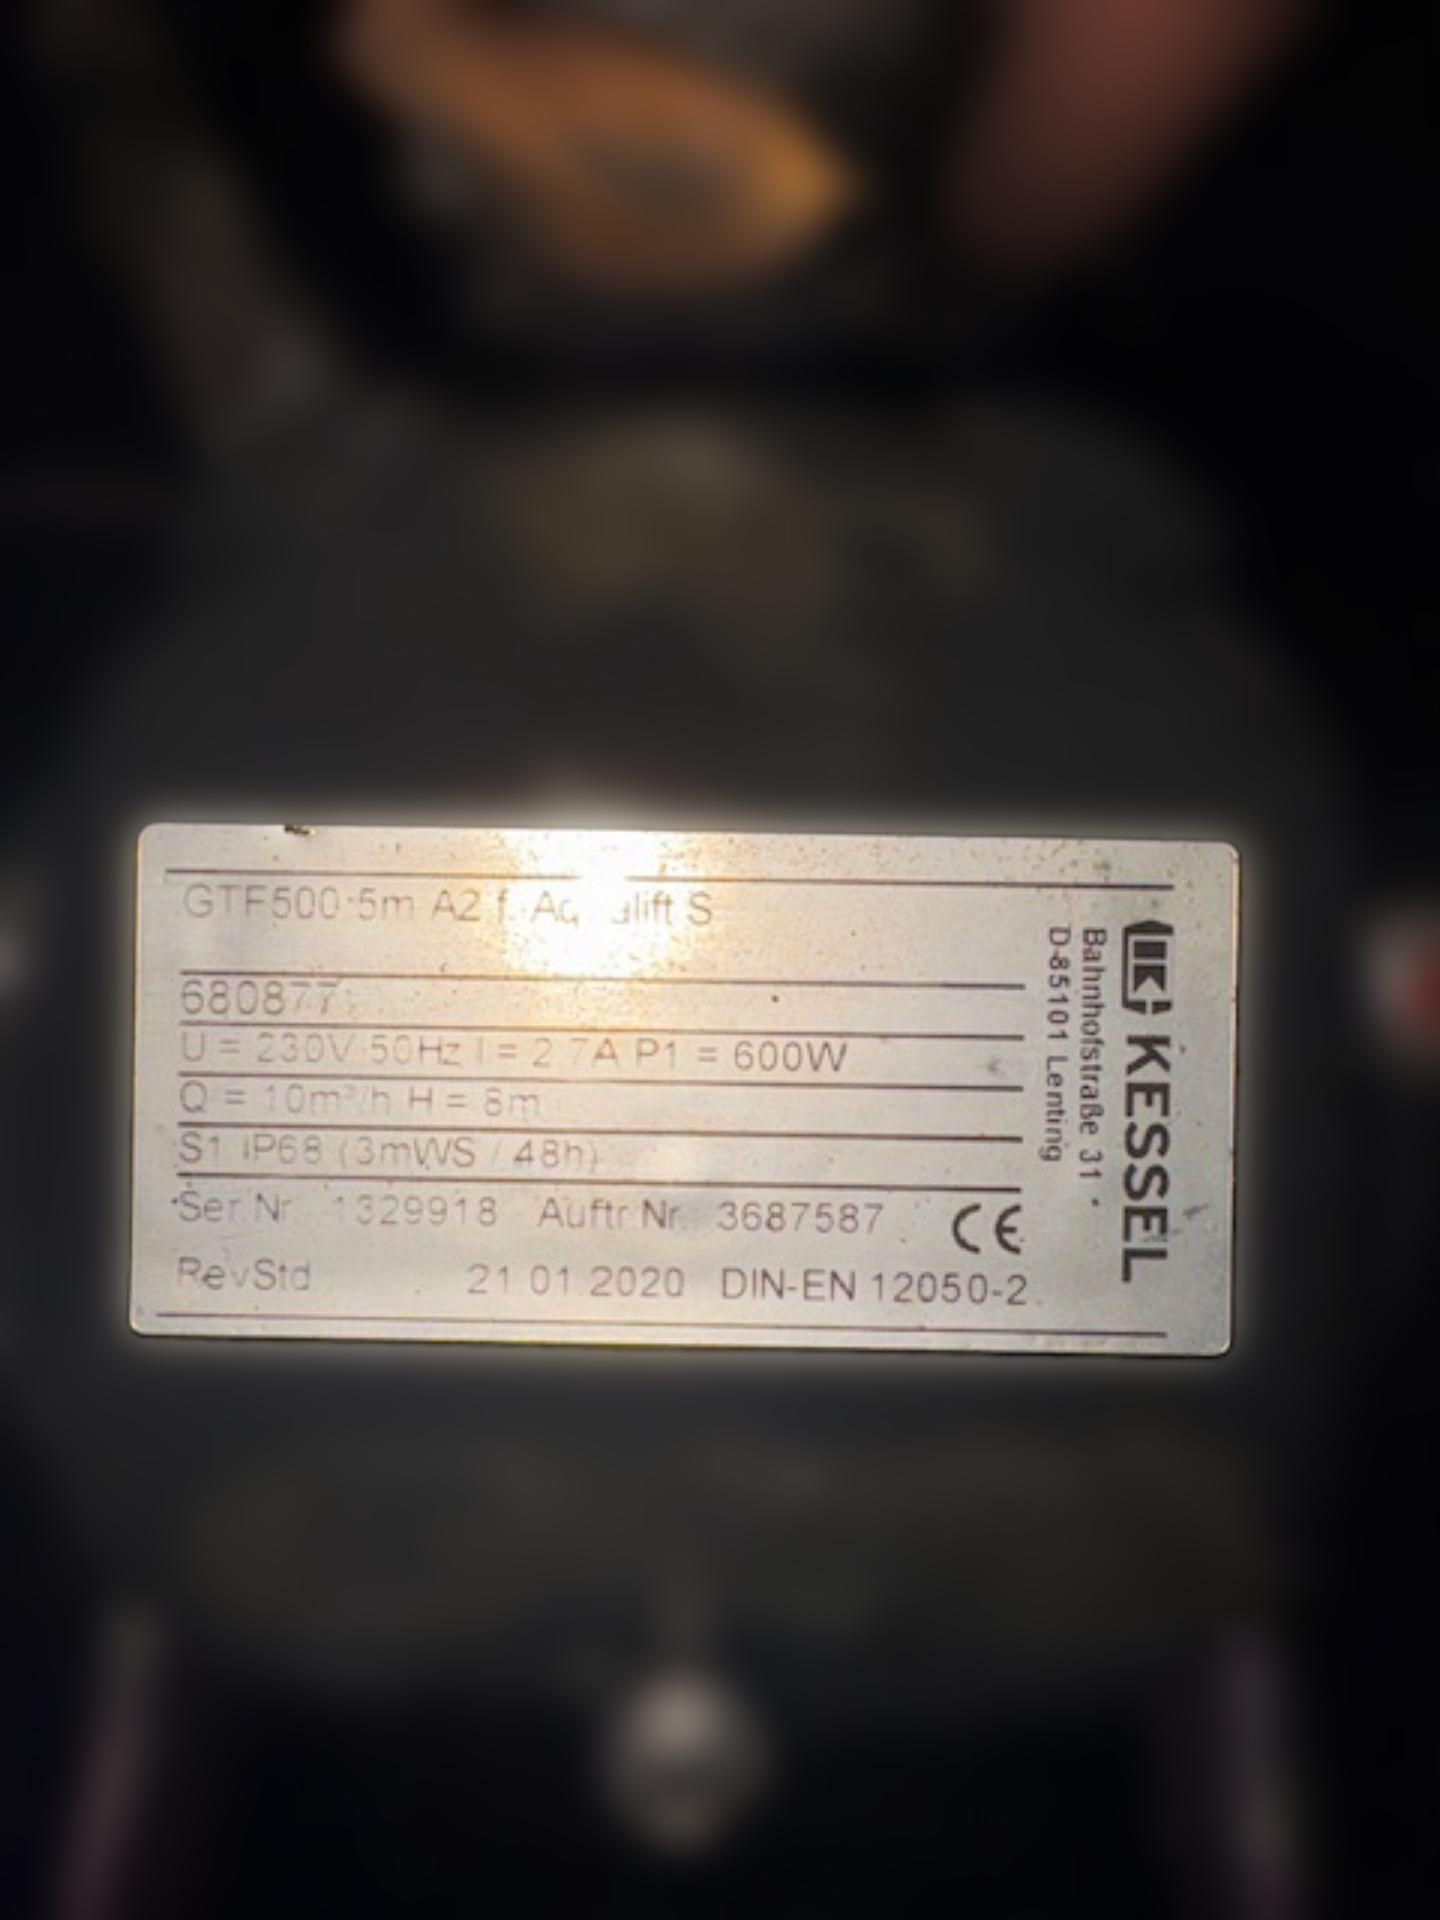 GTF500-5m A2 S
680877
U = 230V 50Hz I = 2.7A P1 = 600W
Q = 10m³/h H = 8m
S1 IP68 (3mWS / 48h)
Ser.Nr. 1329918 Auftr.Nr. 3687587 CE
RevStd 21.01.2020 DIN-EN 12050-2
KESSEL
Bahnhofstraße 31
D-85101 Lenting